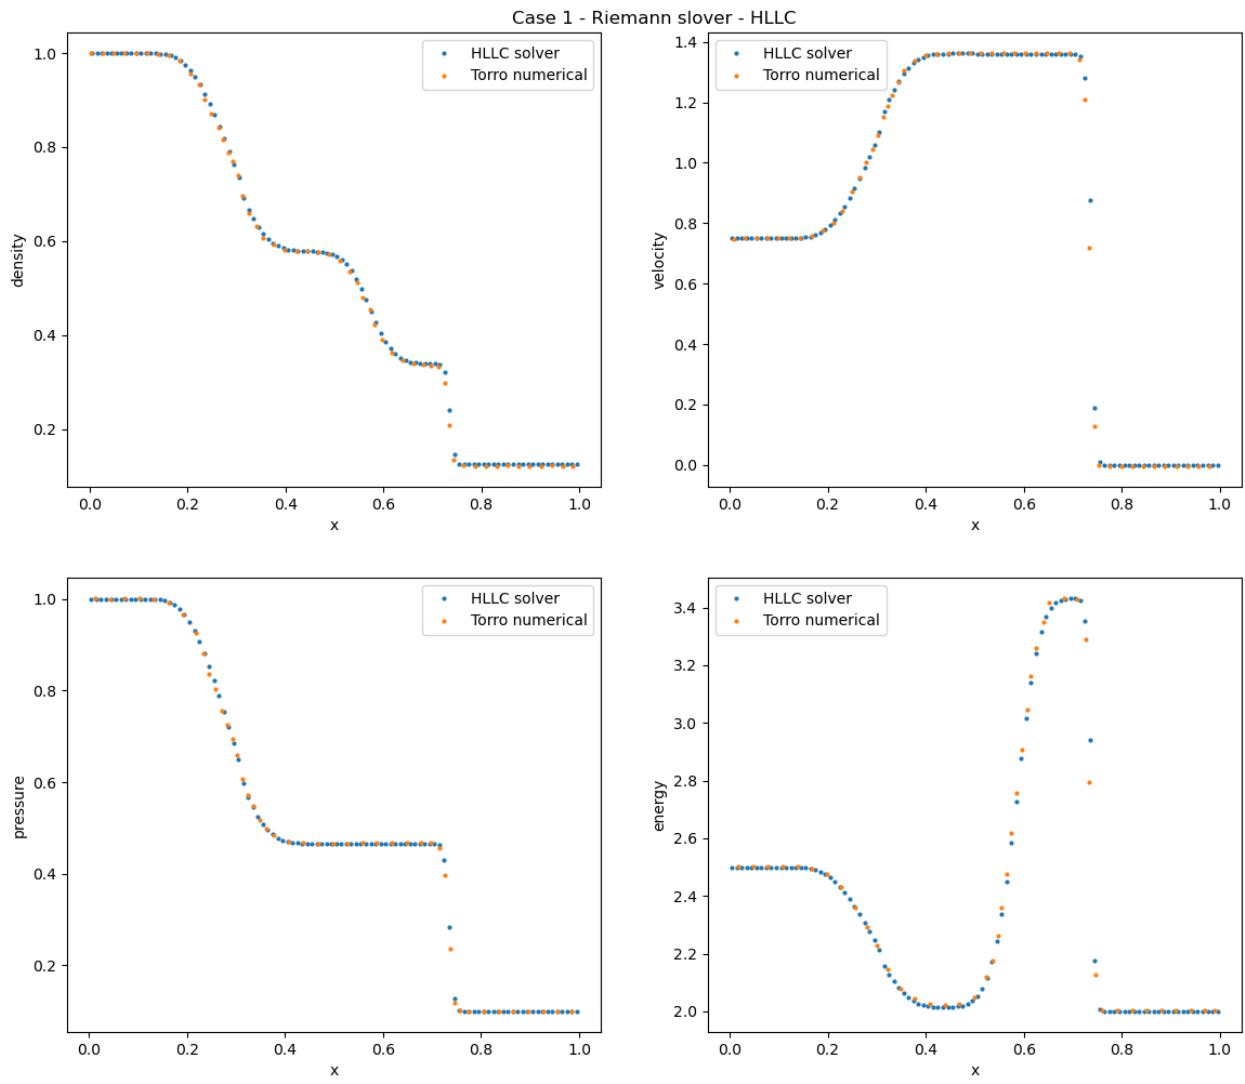 Case 1 - Riemann slover - HLLC
1.0
0.8
0.6
0.4
0.2
density
0.0 0.2 0.4 0.6 0.8 1.0
x
HLLC solver
Torro numerical
1.4
1.2
1.0
0.8
0.6
0.4
0.2
0.0
velocity
0.0 0.2 0.4 0.6 0.8 1.0
x
HLLC solver
Torro numerical
1.0
0.8
0.6
0.4
0.2
pressure
0.0 0.2 0.4 0.6 0.8 1.0
x
HLLC solver
Torro numerical
3.4
3.2
3.0
2.8
2.6
2.4
2.2
2.0
energy
0.0 0.2 0.4 0.6 0.8 1.0
x
HLLC solver
Torro numerical